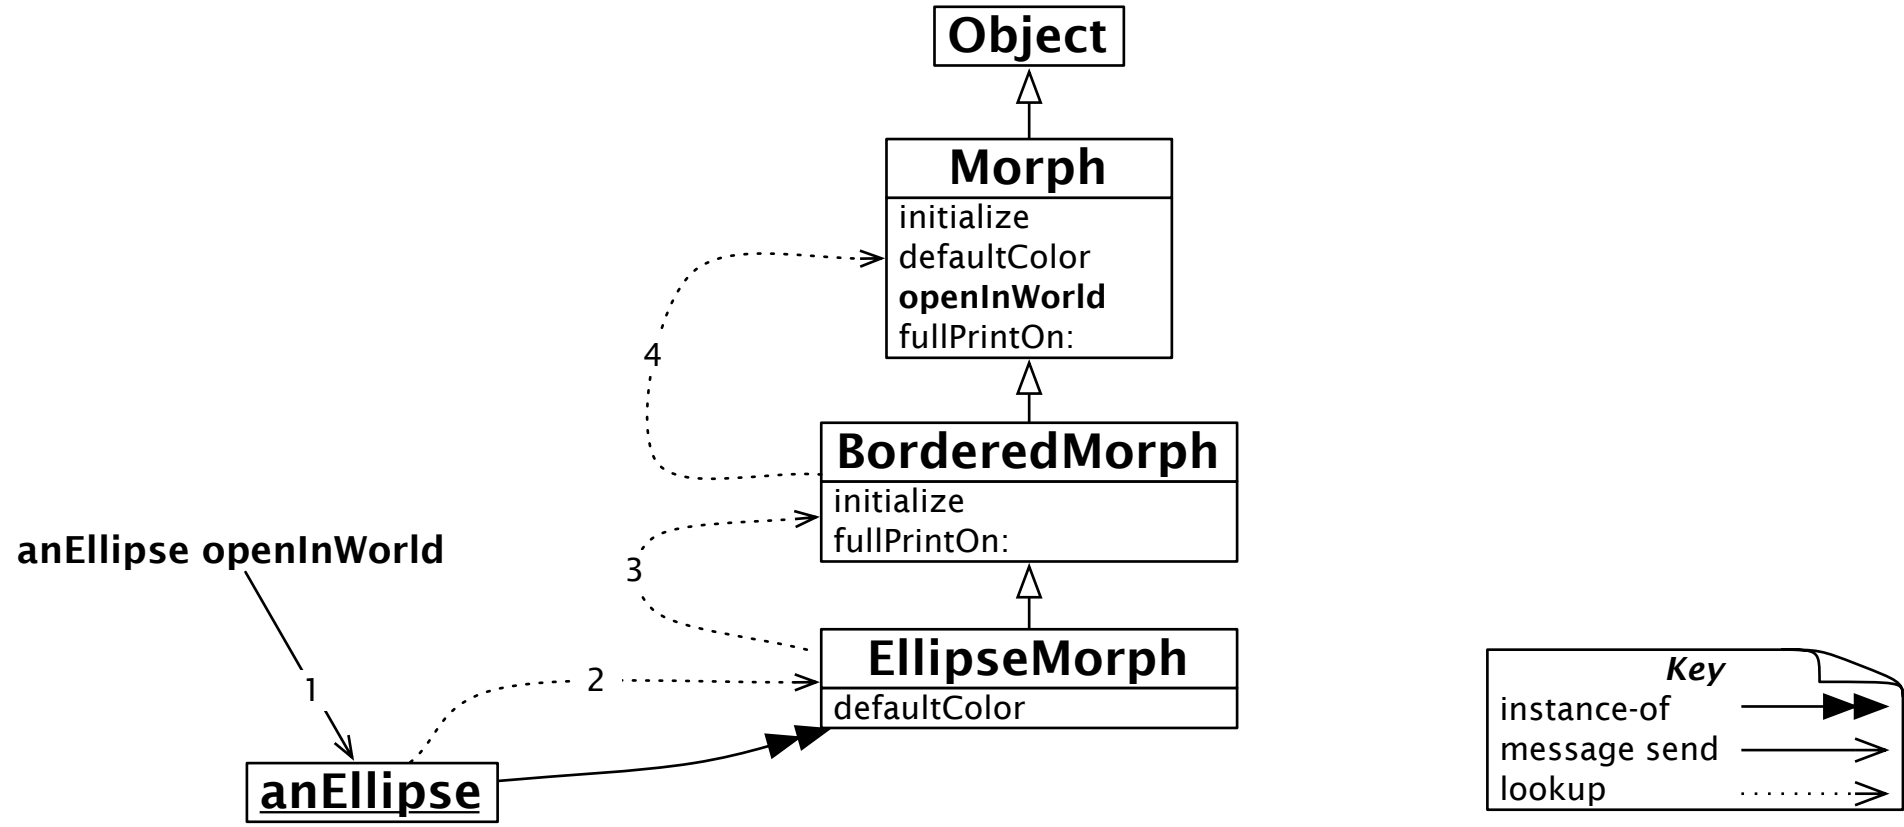 Object
Morph
initialize
defaultColor
openInWorld
fullPrintOn:
4
BorderedMorph
initialize
fullPrintOn:
anEllipse openInWorld
3
EllipseMorph
defaultColor
2
1
anEllipse
Key
instance-of
message send
lookup